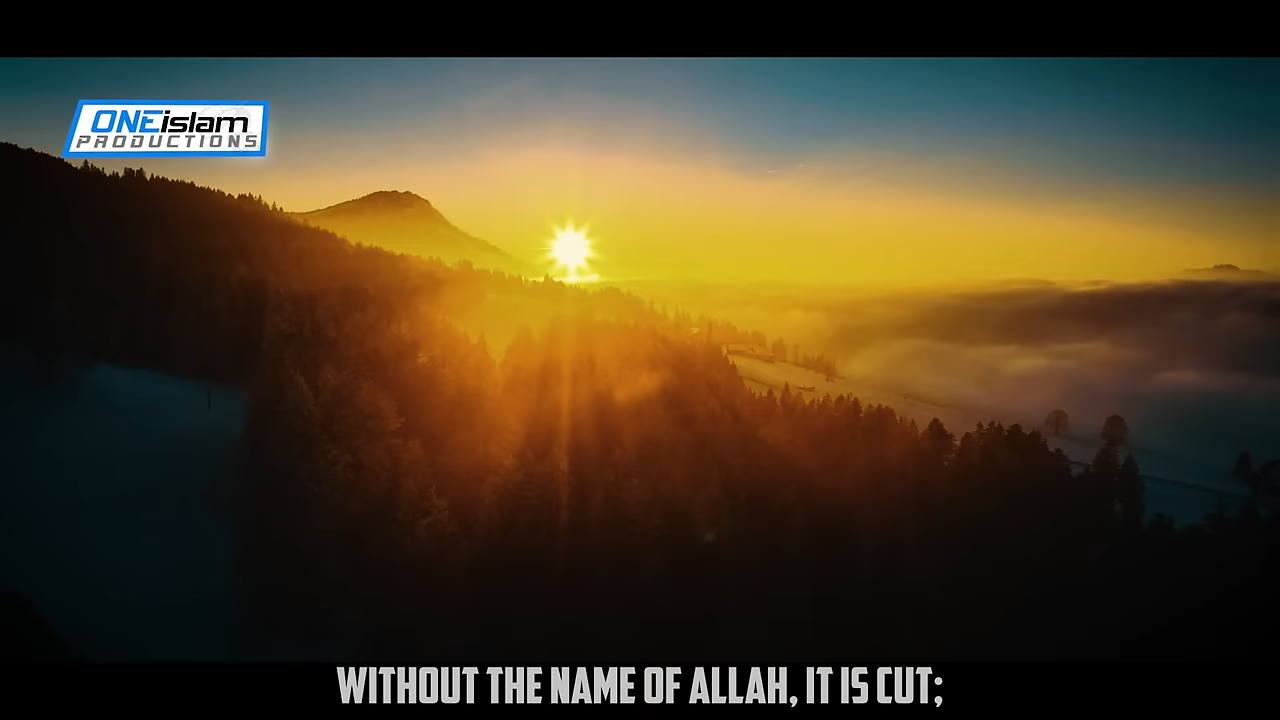 ONEislam
PRODUCTIONS
WITHOUT THE NAME OF ALLAH, IT IS CUT;